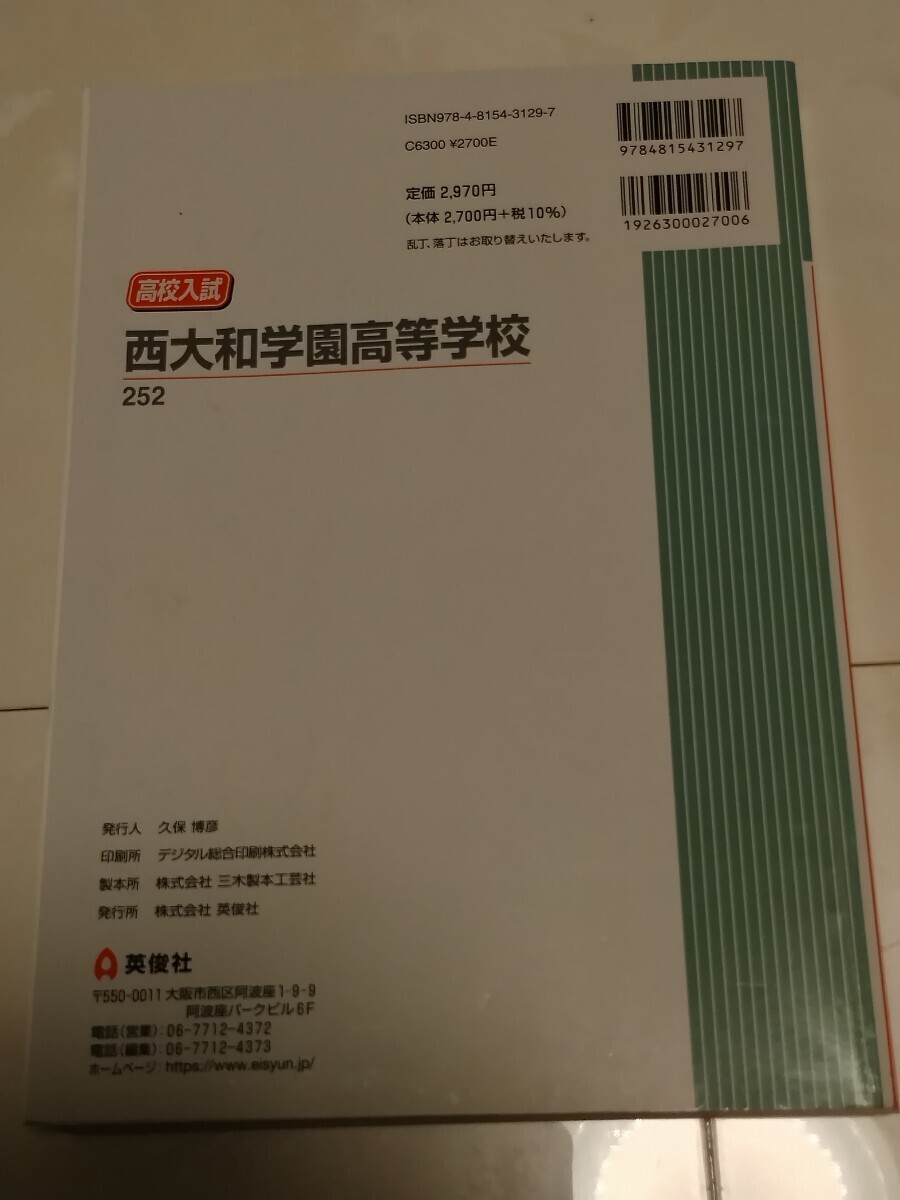 ISBN978-4-8154-3129-7
C6300 ¥2700E
定価 2,970円
(本体 2,700円+税10%)
乱丁、落丁はお取り替えいたします。
9784815431297
1926300027006
高校入試
西大和学園高等学校
252
発行人 久保 博彦
印刷所 デジタル総合印刷株式会社
製本所 株式会社 三木製本工芸社
発行所 株式会社 英俊社
英俊社
〒550-0011 大阪市西区阿波座1-9-9
阿波座パークビル6F
電話(営業):06-7712-4372
電話(編集):06-7712-4373
ホームページ:https://www.eisyun.jp/